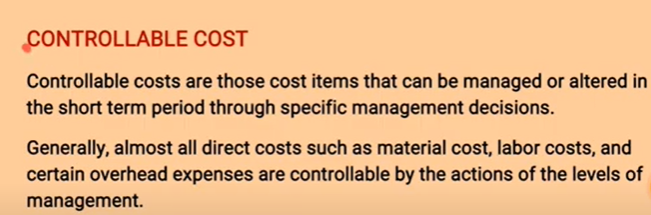 CONTROLLABLE COST
Controllable costs are those cost items that can be managed or altered in
the short term period through specific management decisions.
Generally, almost all direct costs such as material cost, labor costs, and
certain overhead expenses are controllable by the actions of the levels of
management.